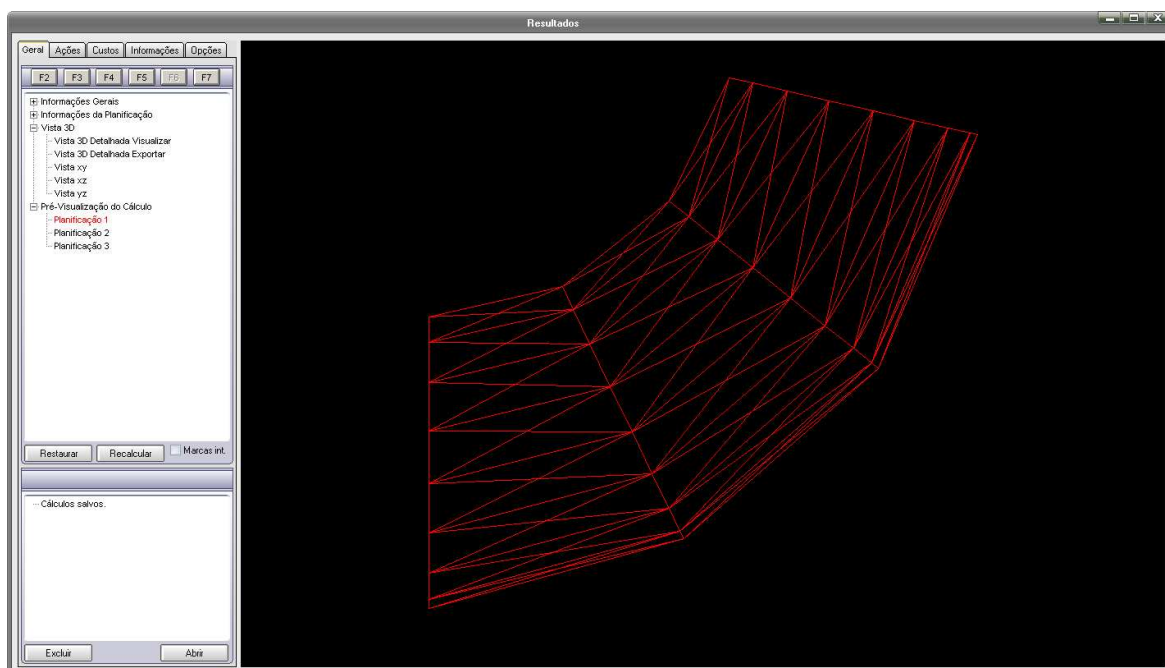 Resultados
Geral Ações Custos Informações Opções
F2 F3 F4 F5 F6 F7
Informações Gerais
Informações da Planificação
Vista 3D
Vista 3D Detalhada Visualizar
Vista 3D Detalhada Exportar
Vista xy
Vista xz
Vista yz
Pré-Visualização do Cálculo
Planificação 1
Planificação 2
Planificação 3
Restaurar Recalcular Marcas int.
Cálculos salvos.
Excluir Abrir